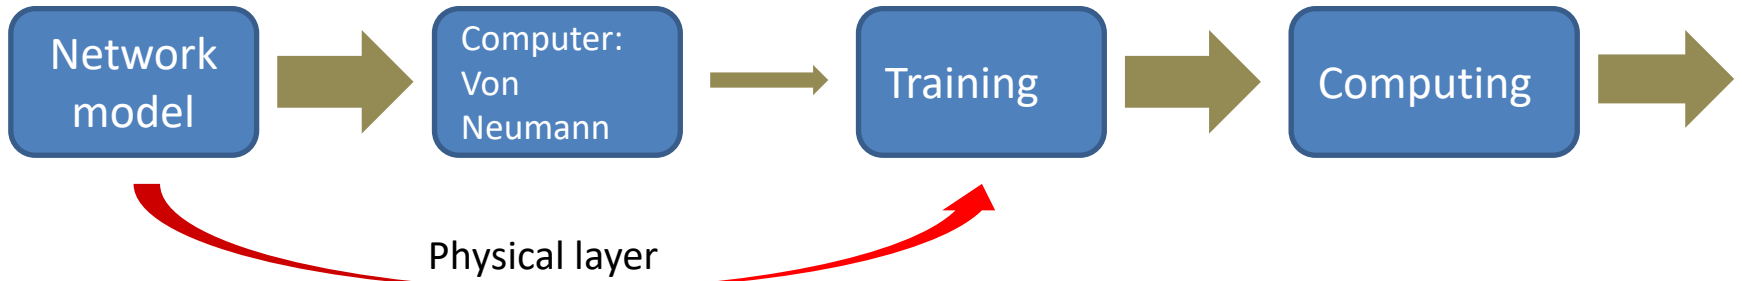 Network
model
Computer:
Von
Neumann
Training
Computing
Physical layer